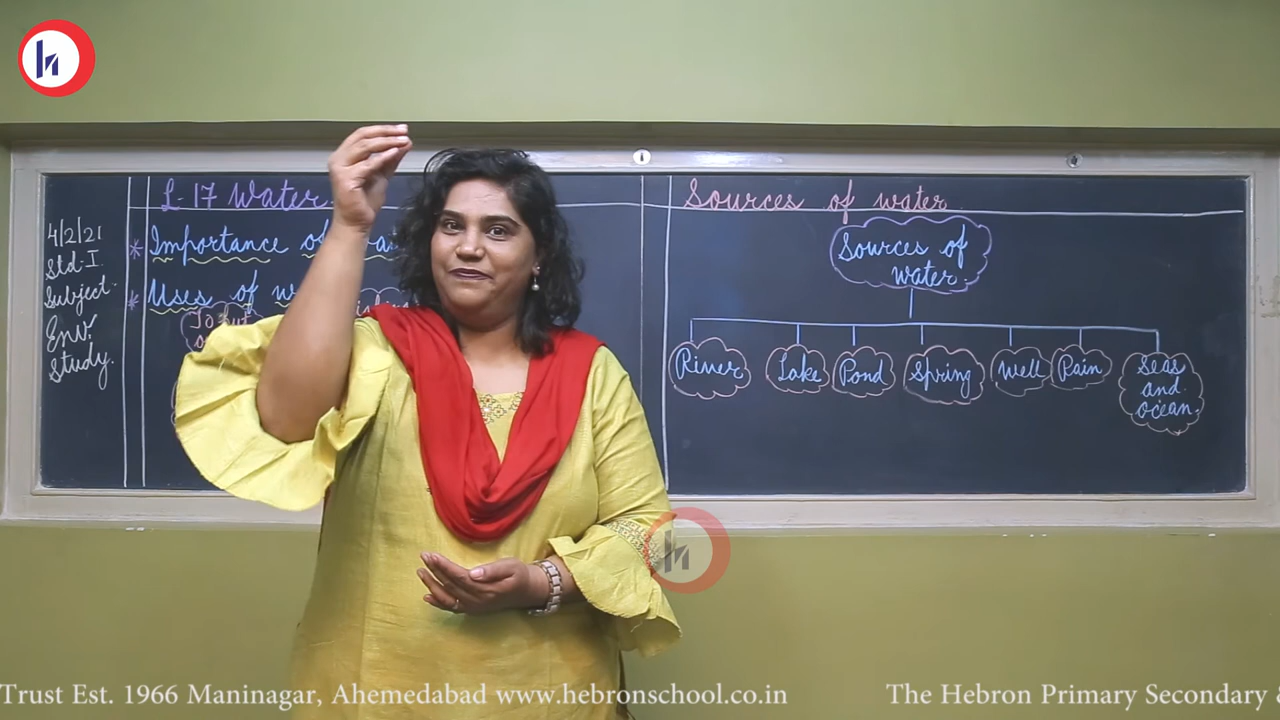 L-17 Water.
4/2/21
Std-I
Subject-
Env.
Study.
* Importance of
* Uses of
Sources of water
Sources of
water.
River
Lake
Pond
Spring
Well
Rain
Seas
and
ocean.
Trust Est. 1966 Maninagar, Ahemedabad www.hebronschool.co.in The Hebron Primary Secondary &